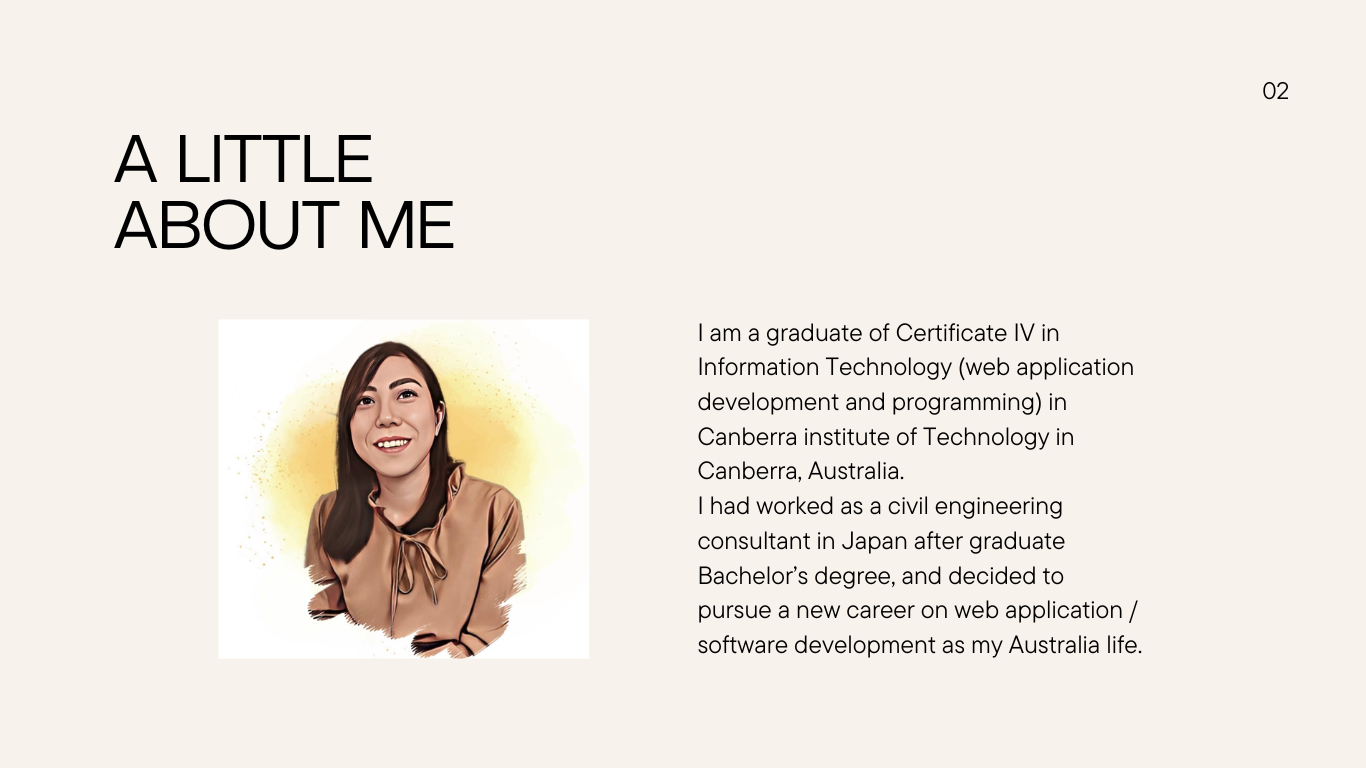 02
A LITTLE
ABOUT ME
I am a graduate of Certificate IV in
Information Technology (web application
development and programming) in
Canberra institute of Technology in
Canberra, Australia.
I had worked as a civil engineering
consultant in Japan after graduate
Bachelor’s degree, and decided to
pursue a new career on web application /
software development as my Australia life.